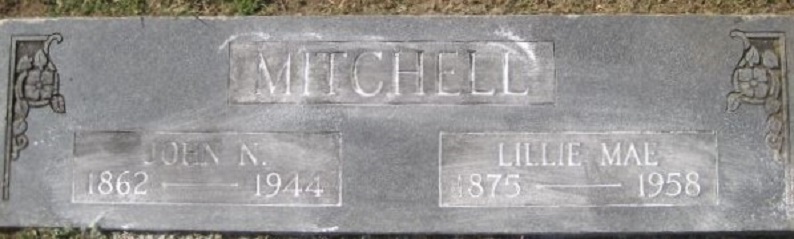 MITCHELL
JOHN N.
1862 — 1944
LILLIE MAE
1875 — 1958